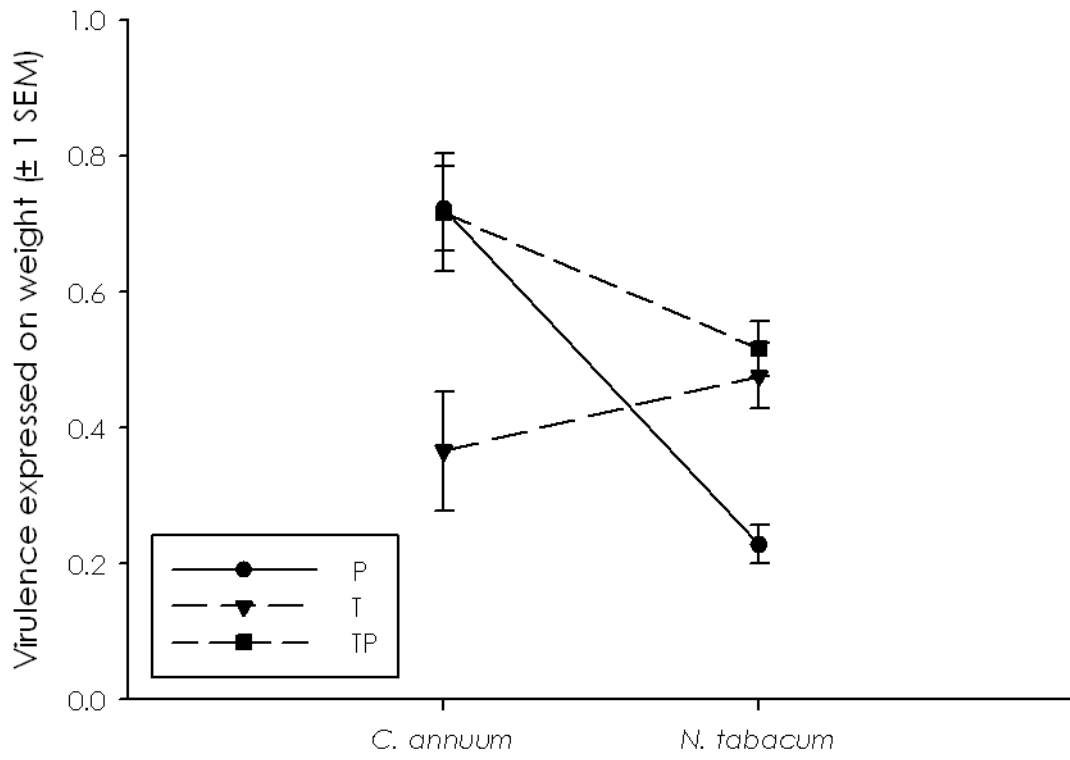 Virulence expressed on weight (± 1 SEM)
1.0
0.8
0.6
0.4
0.2
0.0
P
T
TP
C. annuum
N. tabacum